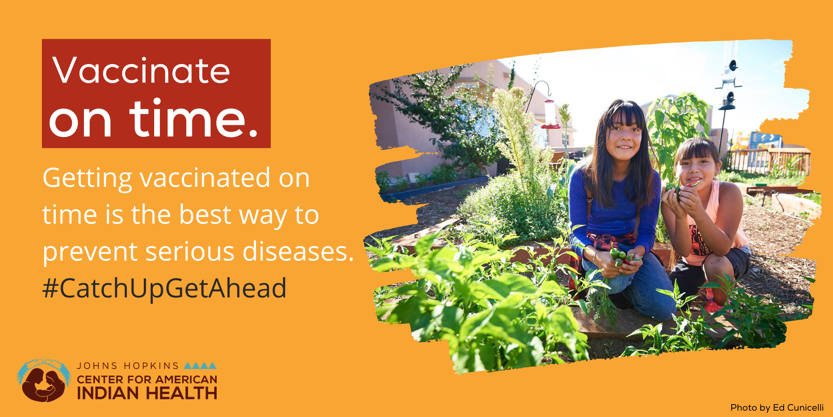 Vaccinate
on time.
Getting vaccinated on
time is the best way to
prevent serious diseases.
#CatchUpGetAhead
JOHNS HOPKINS
CENTER FOR AMERICAN
INDIAN HEALTH
Photo by Ed Cunicelli